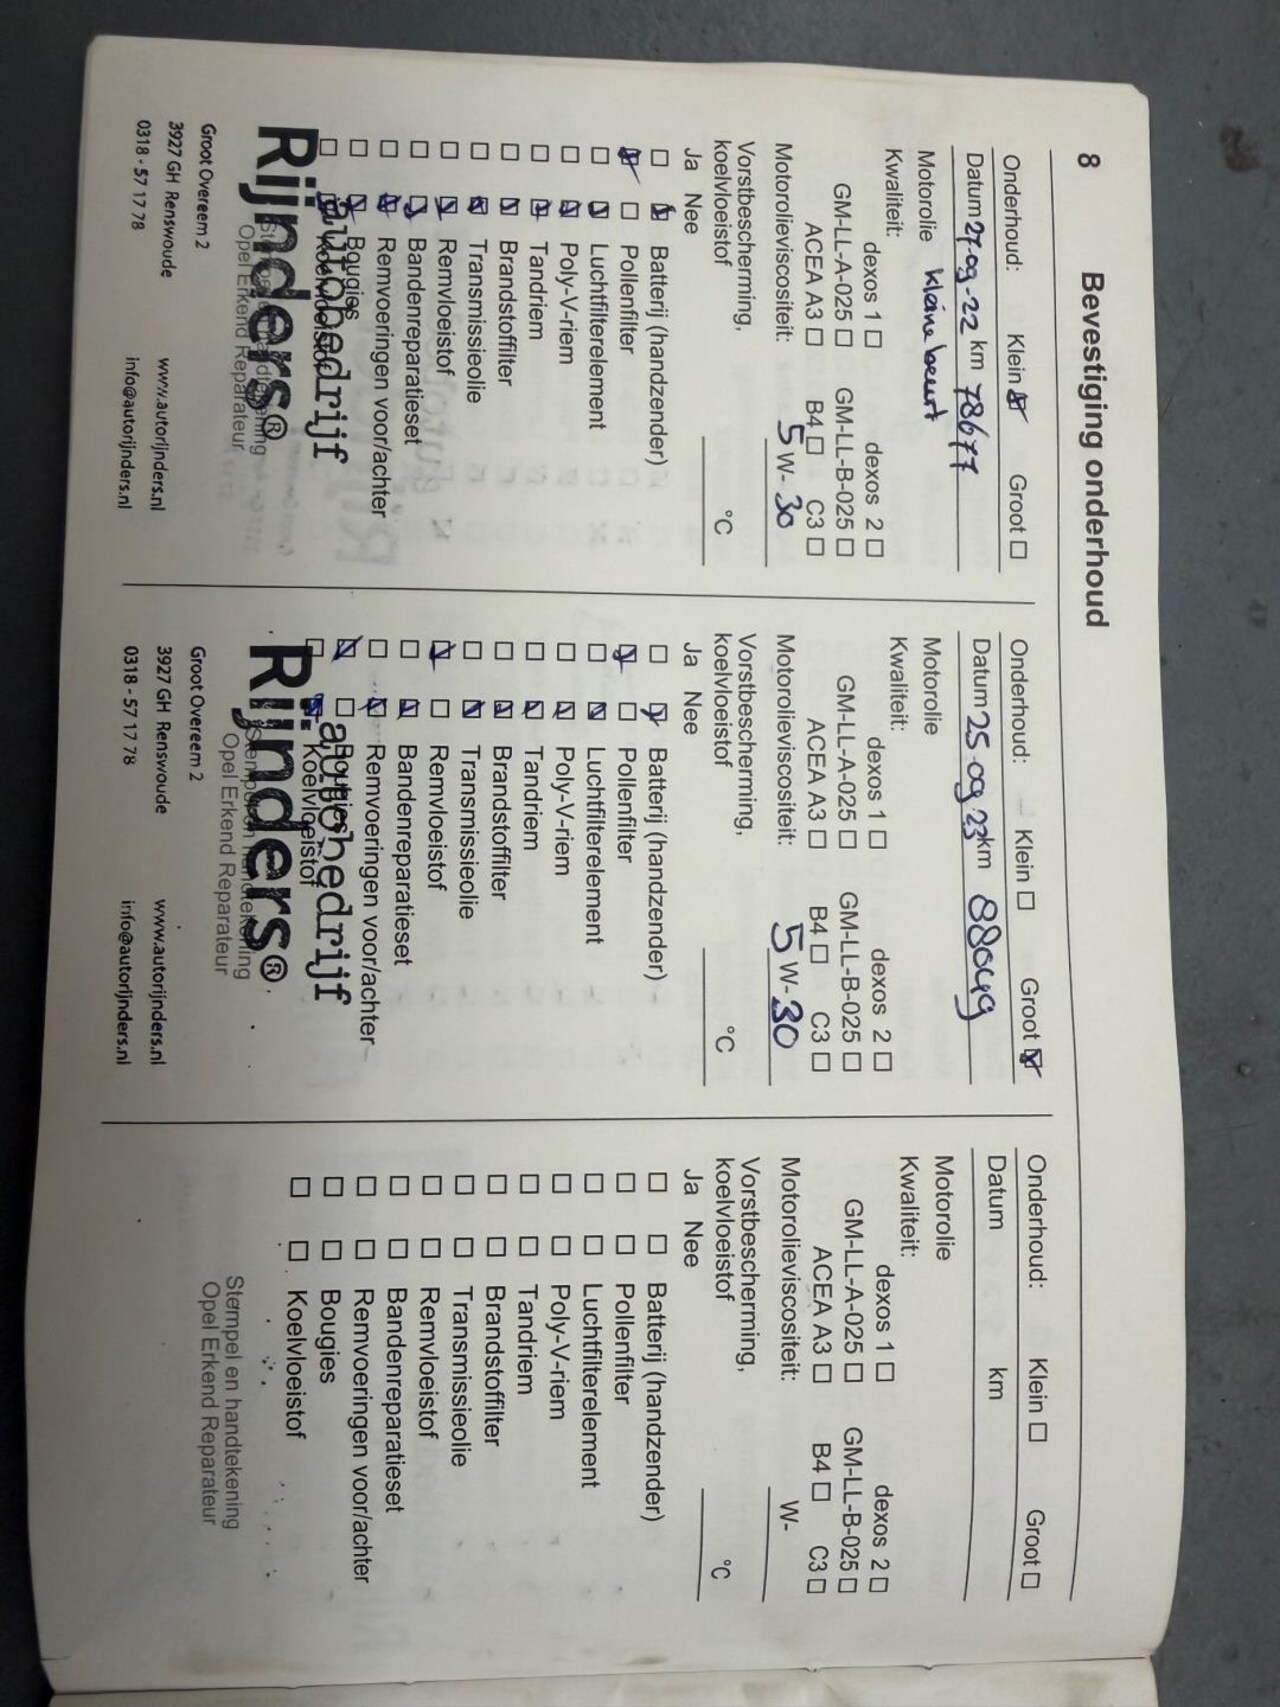 8 Bevestiging onderhoud
Onderhoud: Klein ☒ Groot ☐
Datum 27-09-22 km 78677
Motorolie kleine beurt
Kwaliteit: dexos 1 ☐ dexos 2 ☐
GM-LL-A-025 ☐ GM-LL-B-025 ☐
ACEA A3 ☐ B4 ☐ C3 ☐
Motorolieviscositeit: 5 W- 30
Vorstbescherming,
koelvloeistof °C
Ja Nee
☐ ☒ Batterij (handzender)
☒ ☐ Pollenfilter
☐ ☒ Luchtfilterelement
☐ ☒ Poly-V-riem
☐ ☒ Tandriem
☐ ☒ Brandstoffilter
☐ ☒ Transmissieolie
☐ ☒ Remvloeistof
☐ ☒ Bandenreparatieset
☐ ☒ Remvoeringen voor/achter
☐ ☒ Bougies
☐ ☒ Koelvloeistof
autobedrijf
Rijnders®
Stempel en handtekening
Opel Erkend Reparateur
Groot Overeem 2
3927 GH Renswoude www.autorijnders.nl
0318 - 57 17 78 info@autorijnders.nl
Onderhoud: Klein ☐ Groot ☒
Datum 25-09-23 km 88049
Motorolie
Kwaliteit: dexos 1 ☐ dexos 2 ☐
GM-LL-A-025 ☐ GM-LL-B-025 ☐
ACEA A3 ☐ B4 ☐ C3 ☐
Motorolieviscositeit: 5 W-30
Vorstbescherming,
koelvloeistof °C
Ja Nee
☐ ☒ Batterij (handzender)
☒ ☐ Pollenfilter
☐ ☒ Luchtfilterelement
☐ ☒ Poly-V-riem
☐ ☒ Tandriem
☐ ☒ Brandstoffilter
☐ ☒ Transmissieolie
☒ ☐ Remvloeistof
☐ ☒ Bandenreparatieset
☐ ☒ Remvoeringen voor/achter
☒ ☐ Bougies
☐ ☒ Koelvloeistof
autobedrijf
Rijnders®
Stempel en handtekening
Opel Erkend Reparateur
Groot Overeem 2
3927 GH Renswoude www.autorijnders.nl
0318 - 57 17 78 info@autorijnders.nl
Onderhoud: Klein ☐ Groot ☐
Datum km
Motorolie
Kwaliteit: dexos 1 ☐ dexos 2 ☐
GM-LL-A-025 ☐ GM-LL-B-025 ☐
ACEA A3 ☐ B4 ☐ C3 ☐
Motorolieviscositeit: W-
Vorstbescherming,
koelvloeistof °C
Ja Nee
☐ ☐ Batterij (handzender)
☐ ☐ Pollenfilter
☐ ☐ Luchtfilterelement
☐ ☐ Poly-V-riem
☐ ☐ Tandriem
☐ ☐ Brandstoffilter
☐ ☐ Transmissieolie
☐ ☐ Remvloeistof
☐ ☐ Bandenreparatieset
☐ ☐ Remvoeringen voor/achter
☐ ☐ Bougies
☐ ☐ Koelvloeistof
Stempel en handtekening
Opel Erkend Reparateur